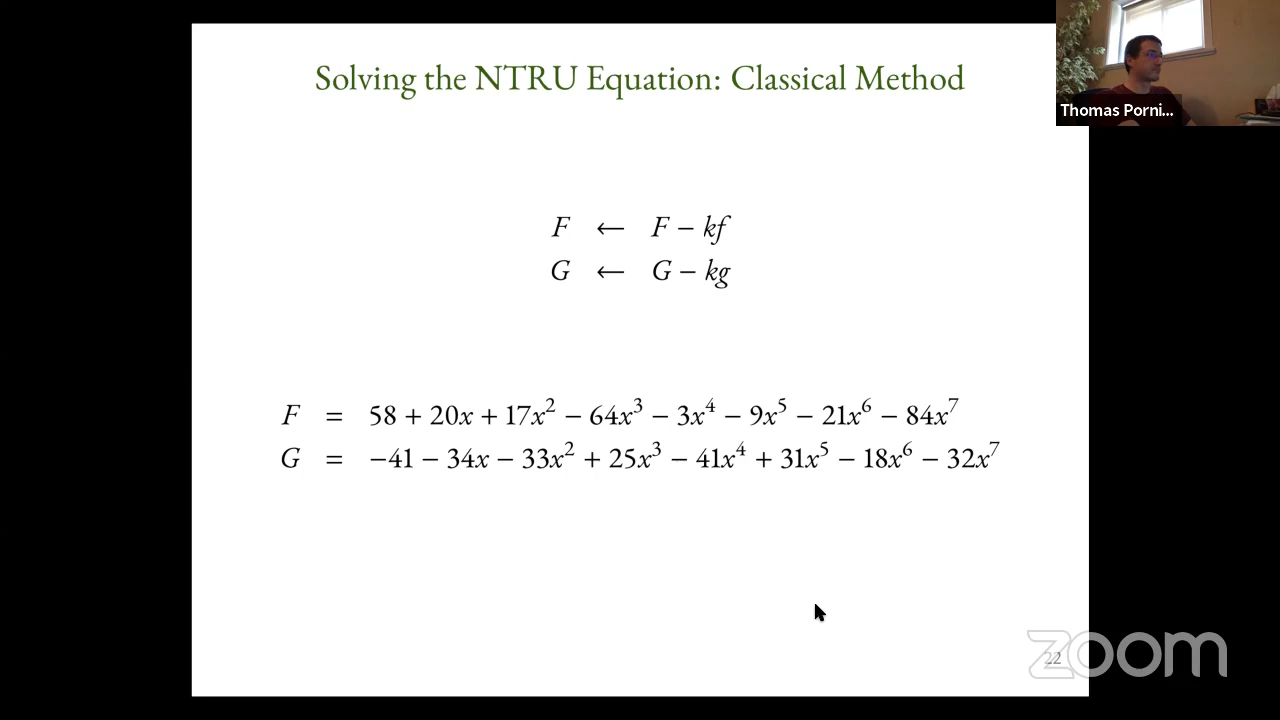 Solving the NTRU Equation: Classical Method
Thomas Porni...
F ← F − kf
G ← G − kg
F = 58 + 20x + 17x² − 64x³ − 3x⁴ − 9x⁵ − 21x⁶ − 84x⁷
G = −41 − 34x − 33x² + 25x³ − 41x⁴ + 31x⁵ − 18x⁶ − 32x⁷
22
zoom